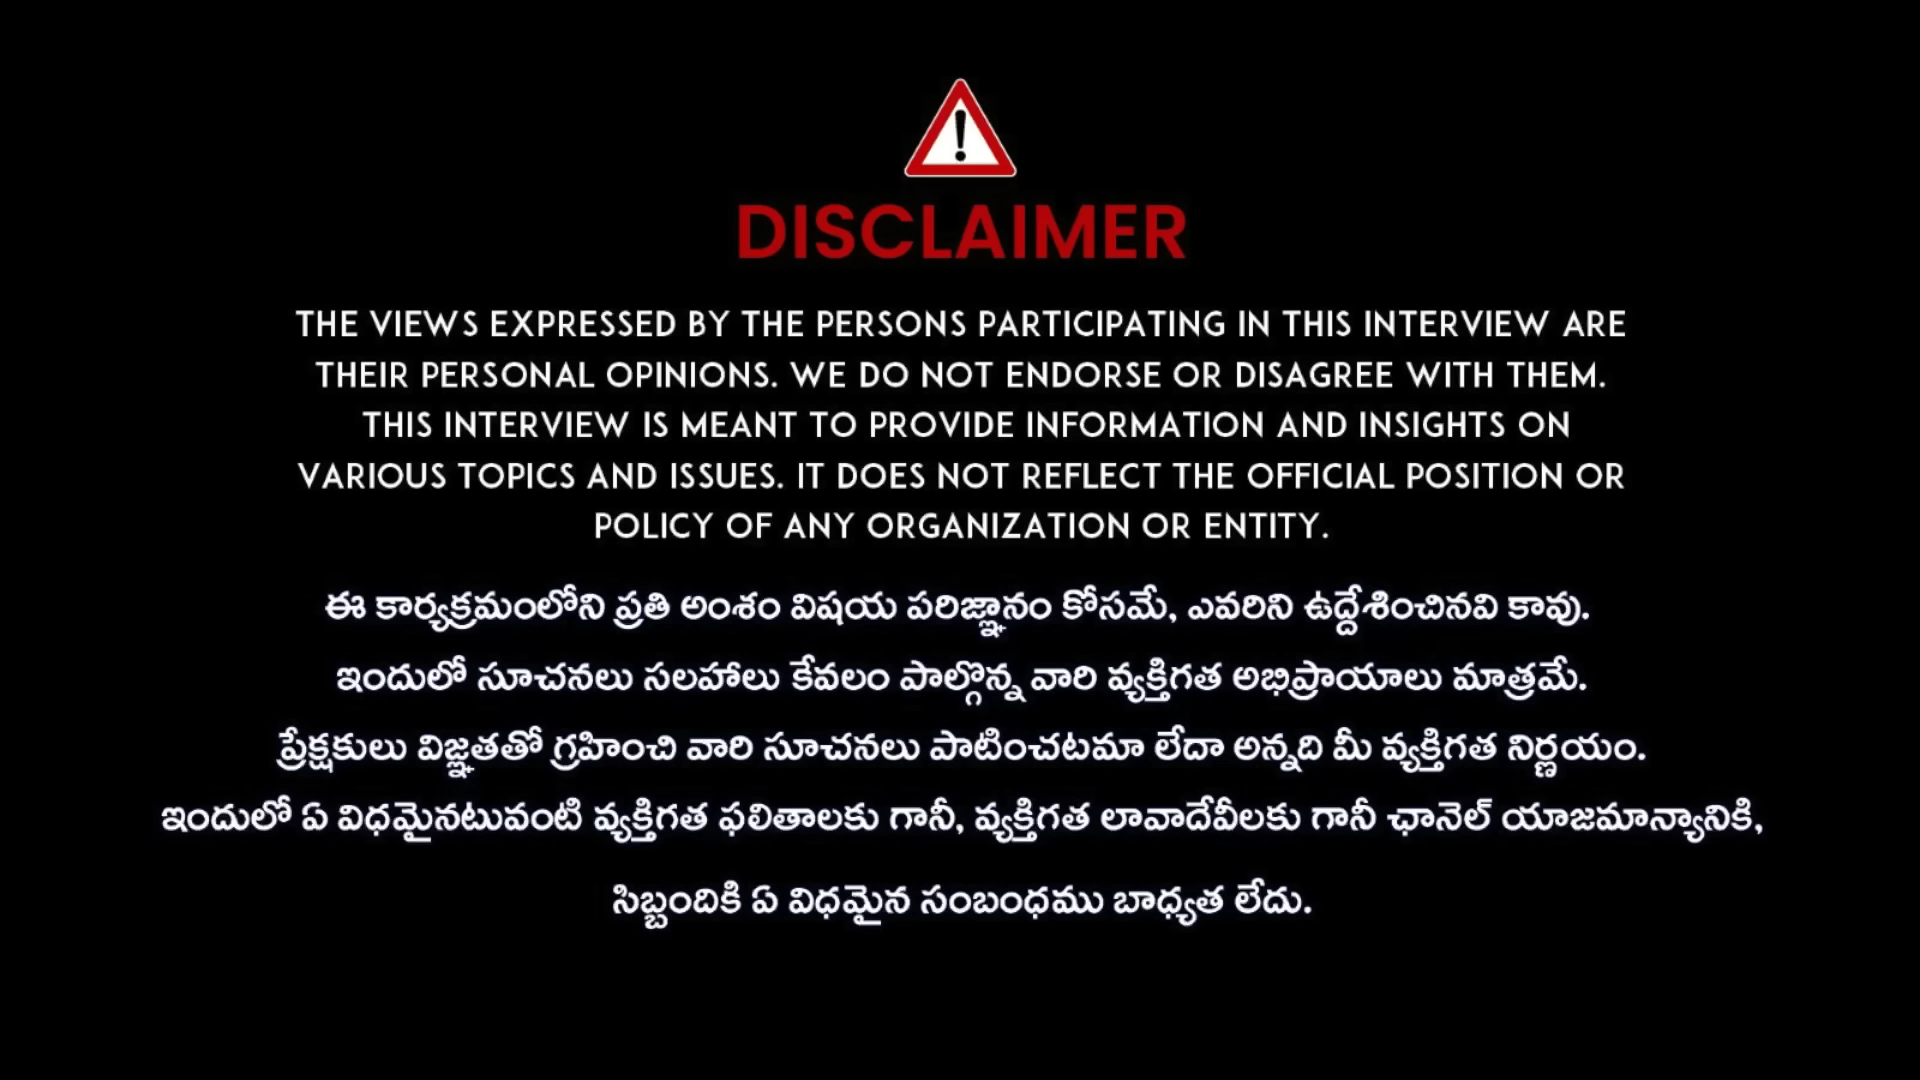 DISCLAIMER
THE VIEWS EXPRESSED BY THE PERSONS PARTICIPATING IN THIS INTERVIEW ARE
THEIR PERSONAL OPINIONS. WE DO NOT ENDORSE OR DISAGREE WITH THEM.
THIS INTERVIEW IS MEANT TO PROVIDE INFORMATION AND INSIGHTS ON
VARIOUS TOPICS AND ISSUES. IT DOES NOT REFLECT THE OFFICIAL POSITION OR
POLICY OF ANY ORGANIZATION OR ENTITY.
ఈ కార్యక్రమంలోని ప్రతి అంశం విషయ పరిజ్ఞానం కోసమే, ఎవరిని ఉద్దేశించినవి కావు.
ఇందులో సూచనలు సలహాలు కేవలం పాల్గొన్న వారి వ్యక్తిగత అభిప్రాయాలు మాత్రమే.
ప్రేక్షకులు విజ్ఞతతో గ్రహించి వారి సూచనలు పాటించటమా లేదా అన్నది మీ వ్యక్తిగత నిర్ణయం.
ఇందులో ఏ విధమైనటువంటి వ్యక్తిగత ఫలితాలకు గానీ, వ్యక్తిగత లావాదేవీలకు గానీ ఛానెల్ యాజమాన్యానికి,
సిబ్బందికి ఏ విధమైన సంబంధము బాధ్యత లేదు.